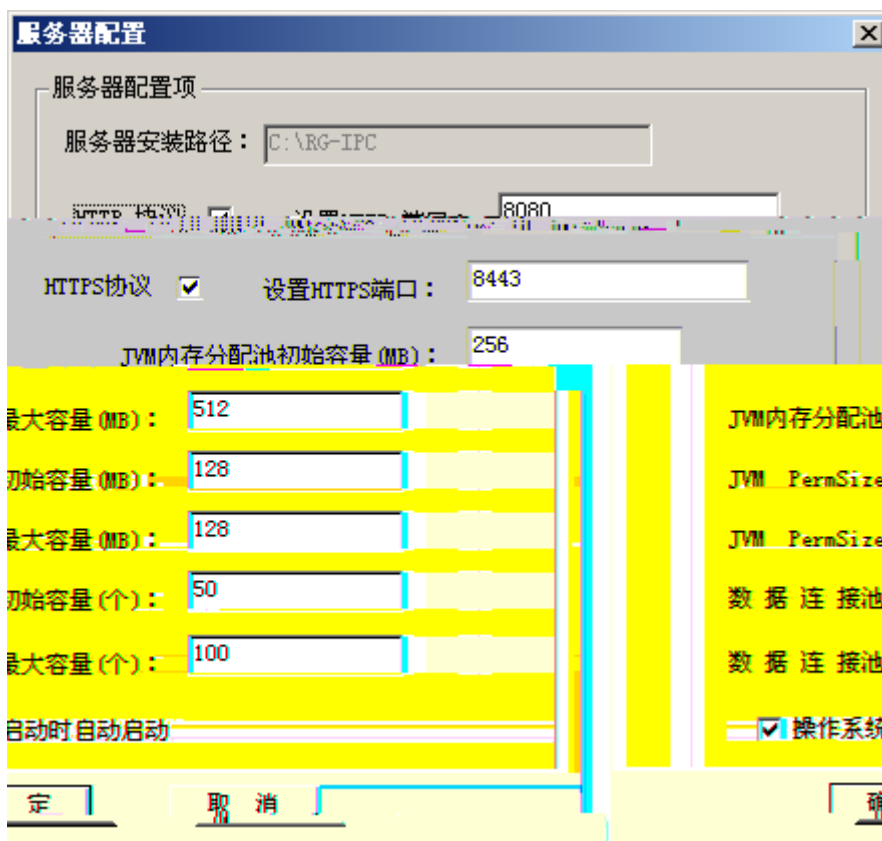 服务器配置
服务器配置项
服务器安装路径： C:\RG-IPC
8080
HTTPS协议 设置HTTPS端口： 8443
JVM内存分配池初始容量(MB)： 256
最大容量(MB)： 512 JVM内存分配池
初始容量(MB)： 128 JVM PermSize
最大容量(MB)： 128 JVM PermSize
初始容量(个)： 50 数 据 连 接池
最大容量(个)： 100 数 据 连 接池
启动时自动启动 操作系统
定 取 消 确